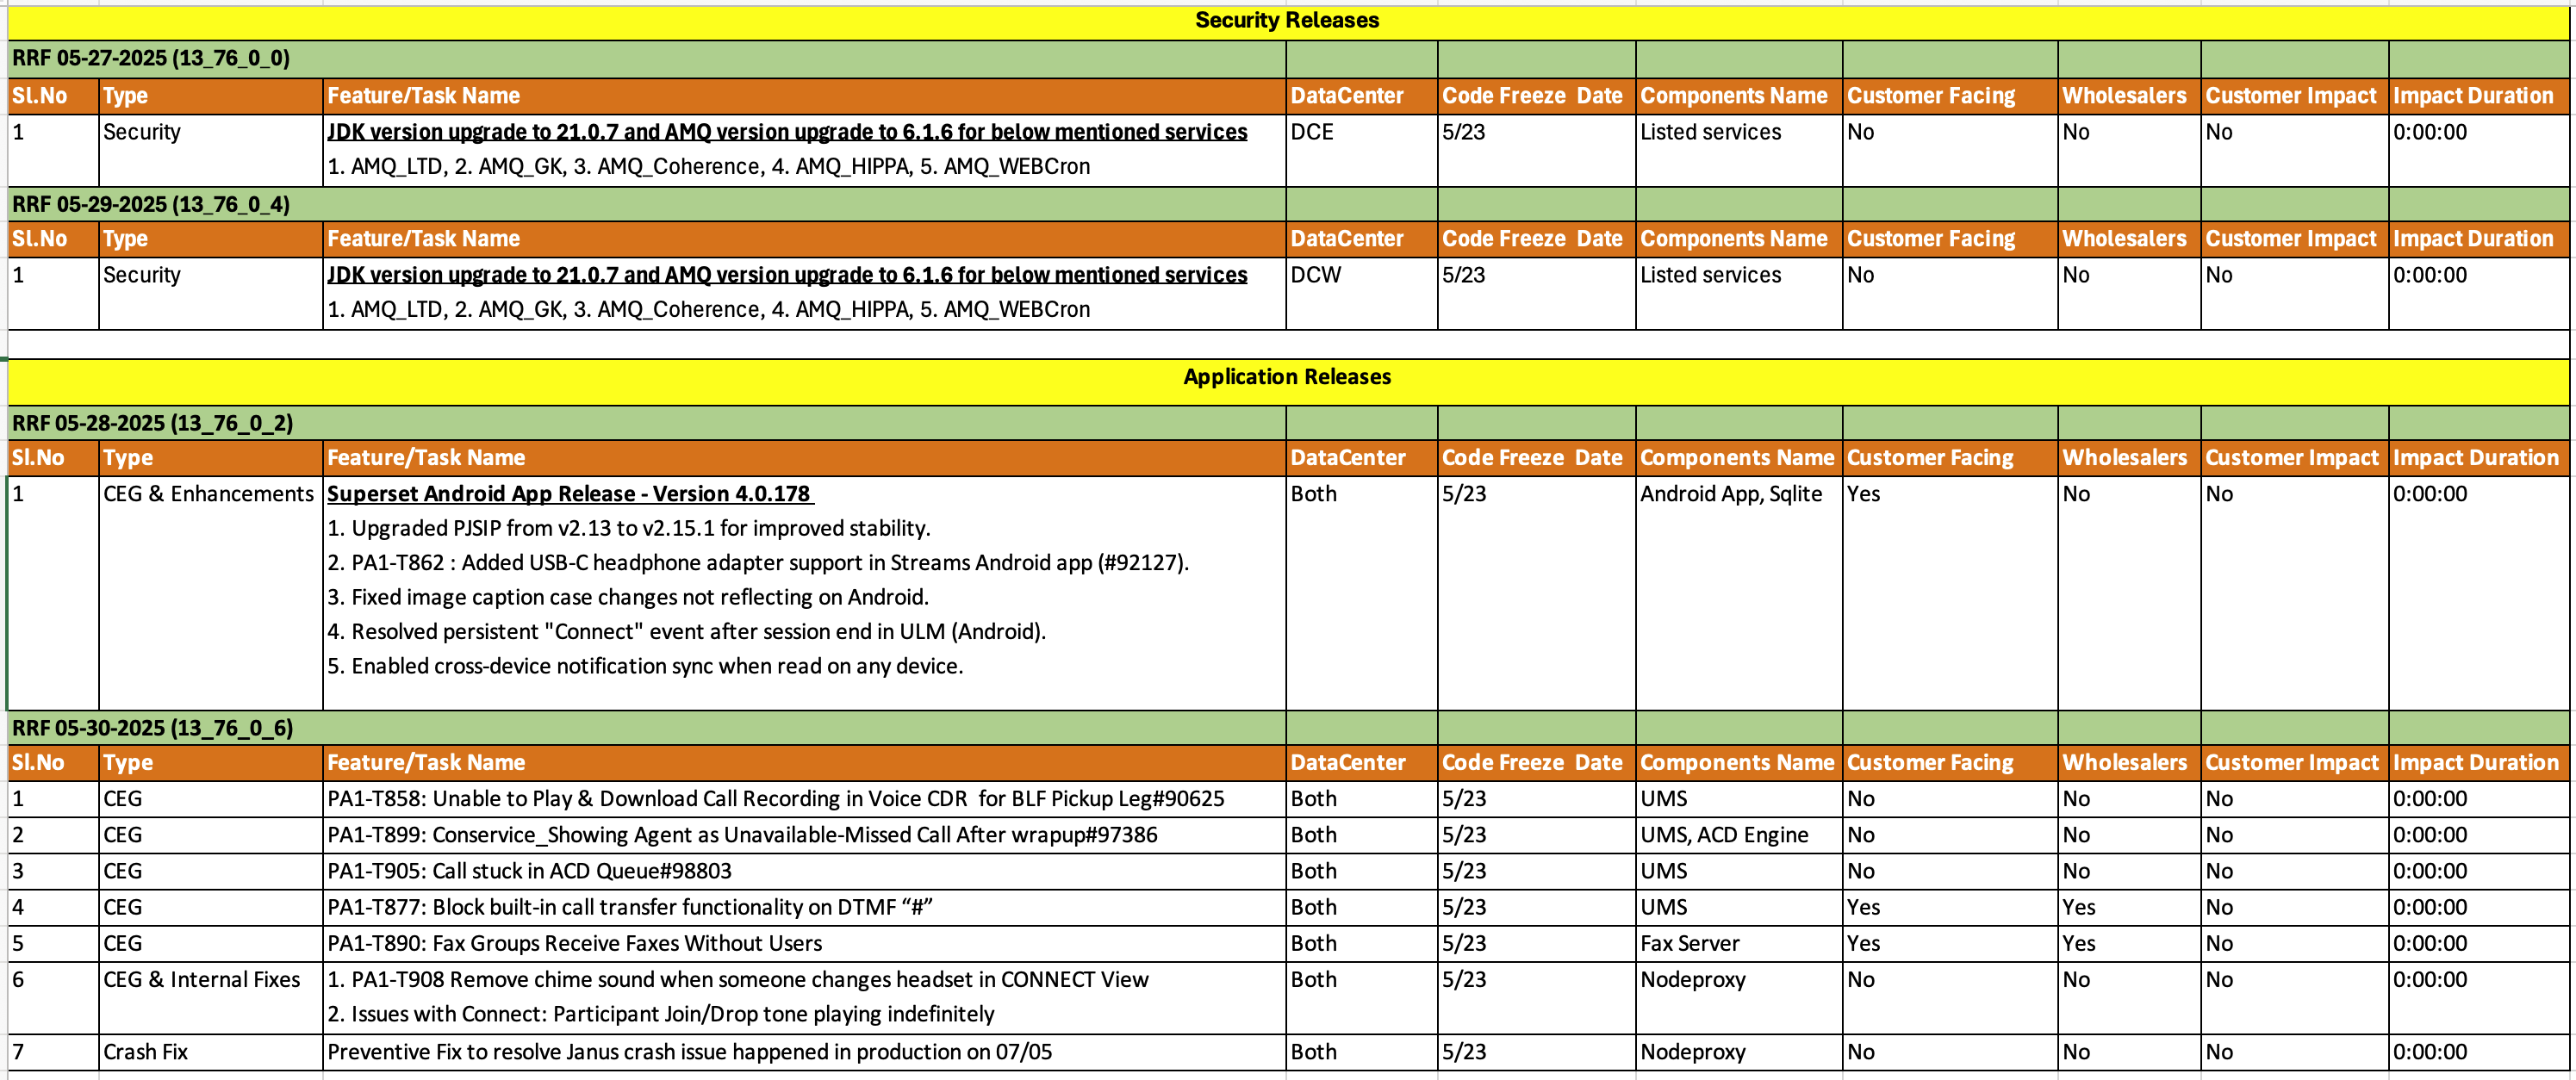 Security Releases
RRF 05-27-2025 (13_76_0_0)
Sl.No Type Feature/Task Name DataCenter Code Freeze  Date Components Name Customer Facing Wholesalers Customer Impact Impact Duration
1 Security JDK version upgrade to 21.0.7 and AMQ version upgrade to 6.1.6 for below mentioned services DCE 5/23 Listed services No No No 0:00:00
1. AMQ_LTD, 2. AMQ_GK, 3. AMQ_Coherence, 4. AMQ_HIPPA, 5. AMQ_WEBCron
RRF 05-29-2025 (13_76_0_4)
Sl.No Type Feature/Task Name DataCenter Code Freeze  Date Components Name Customer Facing Wholesalers Customer Impact Impact Duration
1 Security JDK version upgrade to 21.0.7 and AMQ version upgrade to 6.1.6 for below mentioned services DCW 5/23 Listed services No No No 0:00:00
1. AMQ_LTD, 2. AMQ_GK, 3. AMQ_Coherence, 4. AMQ_HIPPA, 5. AMQ_WEBCron
Application Releases
RRF 05-28-2025 (13_76_0_2)
Sl.No Type Feature/Task Name DataCenter Code Freeze  Date Components Name Customer Facing Wholesalers Customer Impact Impact Duration
1 CEG & Enhancements Superset Android App Release - Version 4.0.178 Both 5/23 Android App, Sqlite Yes No No 0:00:00
1. Upgraded PJSIP from v2.13 to v2.15.1 for improved stability.
2. PA1-T862 : Added USB-C headphone adapter support in Streams Android app (#92127).
3. Fixed image caption case changes not reflecting on Android.
4. Resolved persistent "Connect" event after session end in ULM (Android).
5. Enabled cross-device notification sync when read on any device.
RRF 05-30-2025 (13_76_0_6)
Sl.No Type Feature/Task Name DataCenter Code Freeze  Date Components Name Customer Facing Wholesalers Customer Impact Impact Duration
1 CEG PA1-T858: Unable to Play & Download Call Recording in Voice CDR  for BLF Pickup Leg#90625 Both 5/23 UMS No No No 0:00:00
2 CEG PA1-T899: Conservice_Showing Agent as Unavailable-Missed Call After wrapup#97386 Both 5/23 UMS, ACD Engine No No No 0:00:00
3 CEG PA1-T905: Call stuck in ACD Queue#98803 Both 5/23 UMS No No No 0:00:00
4 CEG PA1-T877: Block built-in call transfer functionality on DTMF “#” Both 5/23 UMS Yes Yes No 0:00:00
5 CEG PA1-T890: Fax Groups Receive Faxes Without Users Both 5/23 Fax Server Yes Yes No 0:00:00
6 CEG & Internal Fixes 1. PA1-T908 Remove chime sound when someone changes headset in CONNECT View Both 5/23 Nodeproxy No No No 0:00:00
2. Issues with Connect: Participant Join/Drop tone playing indefinitely
7 Crash Fix Preventive Fix to resolve Janus crash issue happened in production on 07/05 Both 5/23 Nodeproxy No No No 0:00:00